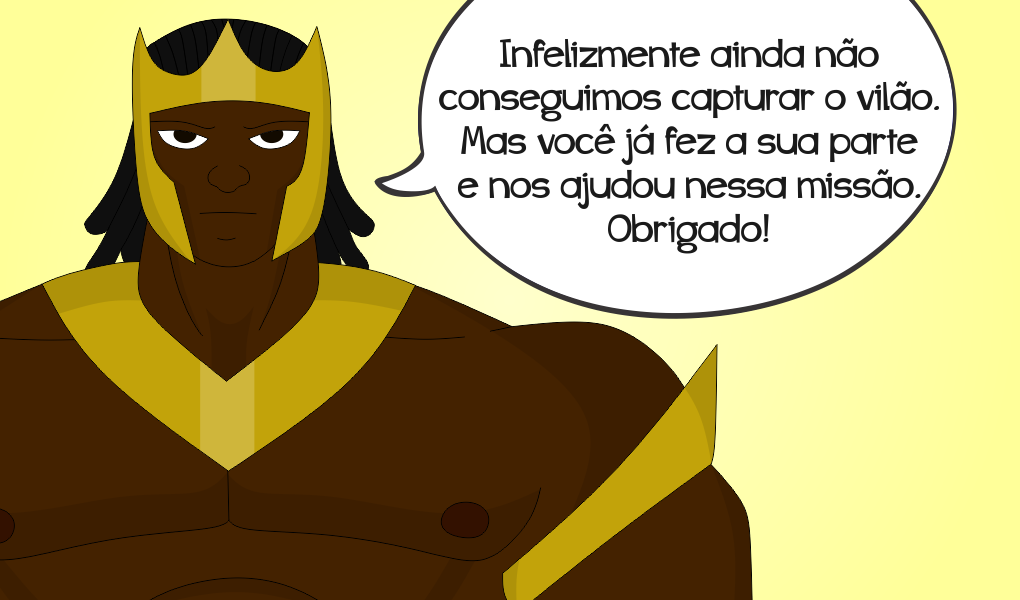 Infelizmente ainda não
conseguimos capturar o vilão.
Mas você já fez a sua parte
e nos ajudou nessa missão.
Obrigado!